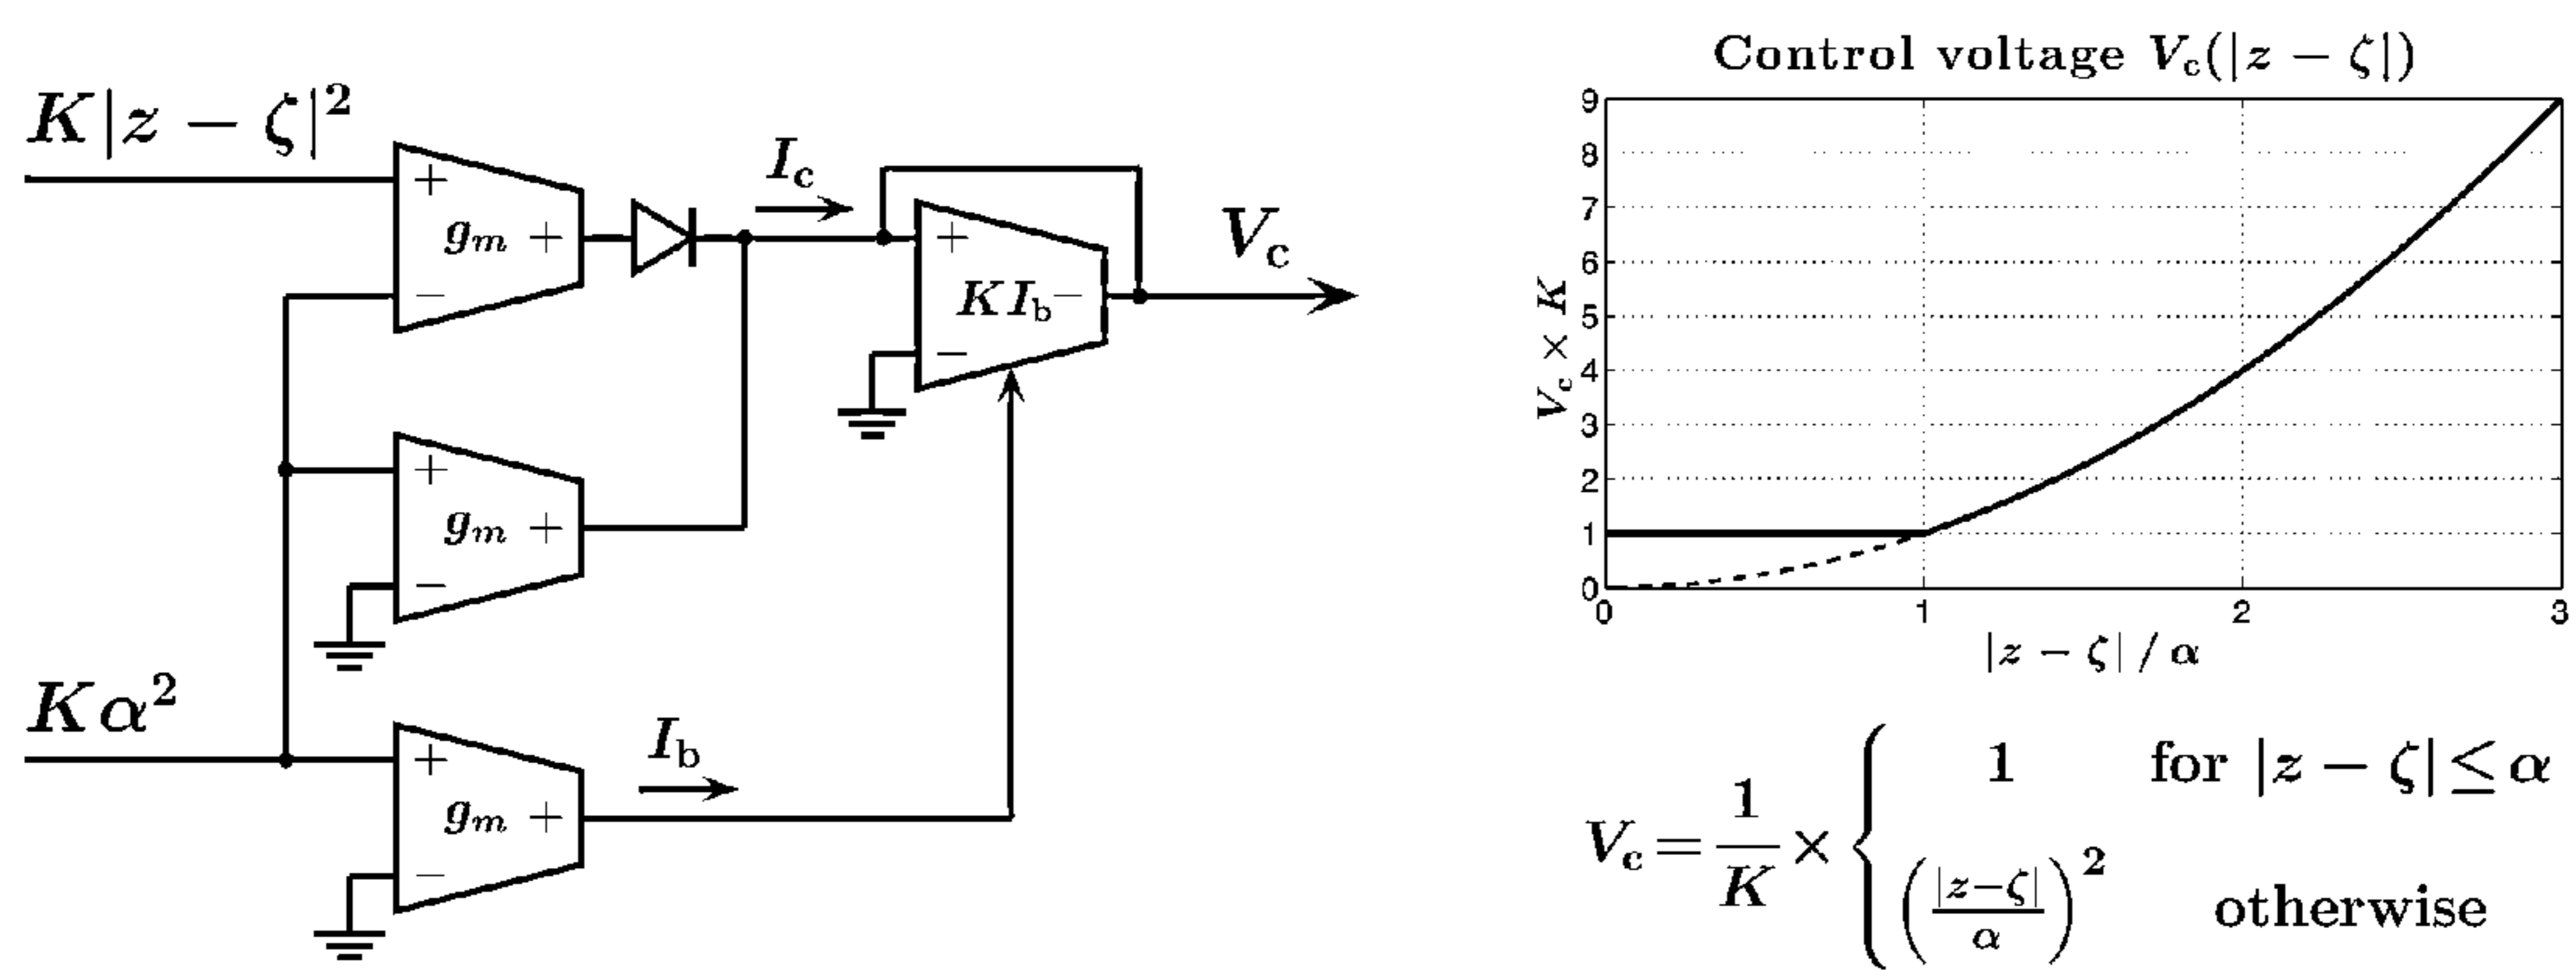 K|z − ζ|²
+
g_m +
−
I_c
+
K I_b −
−
V_c
+
g_m +
−
Kα²
+
g_m +
−
I_b
Control voltage V_c(|z − ζ|)
V_c × K
9
8
7
6
5
4
3
2
1
0
0 1 2 3
|z − ζ| / α
V_c = 1/K × { 1 for |z − ζ| ≤ α
(|z−ζ|/α)² otherwise